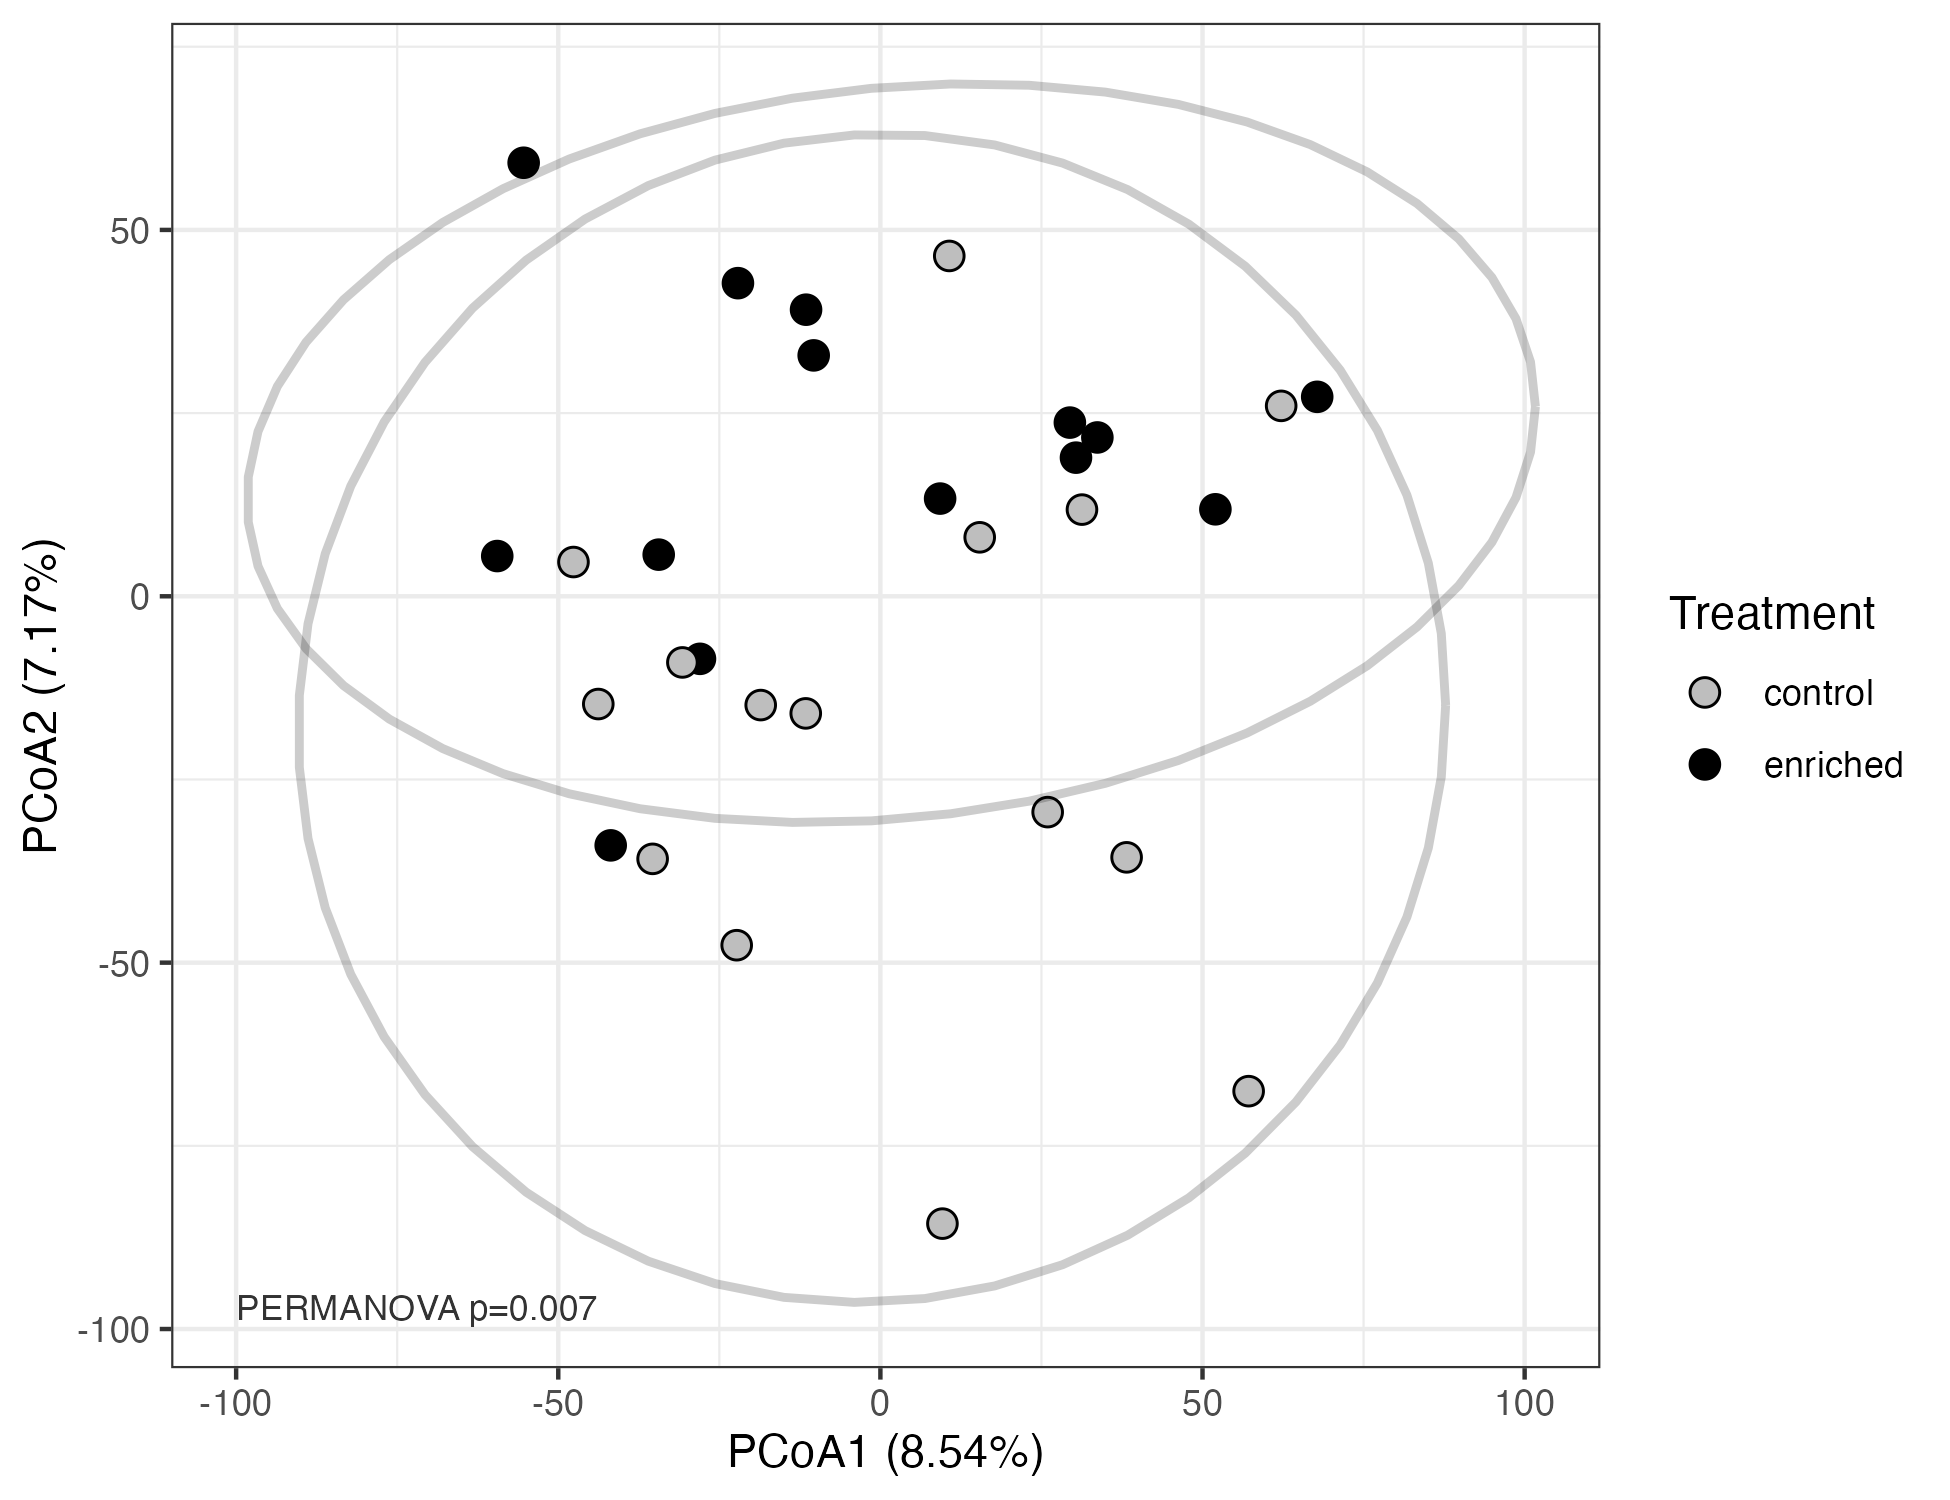 50
0
-50
-100
PCoA2 (7.17%)
PERMANOVA p=0.007
-100 -50 0 50 100
PCoA1 (8.54%)
Treatment
control
enriched